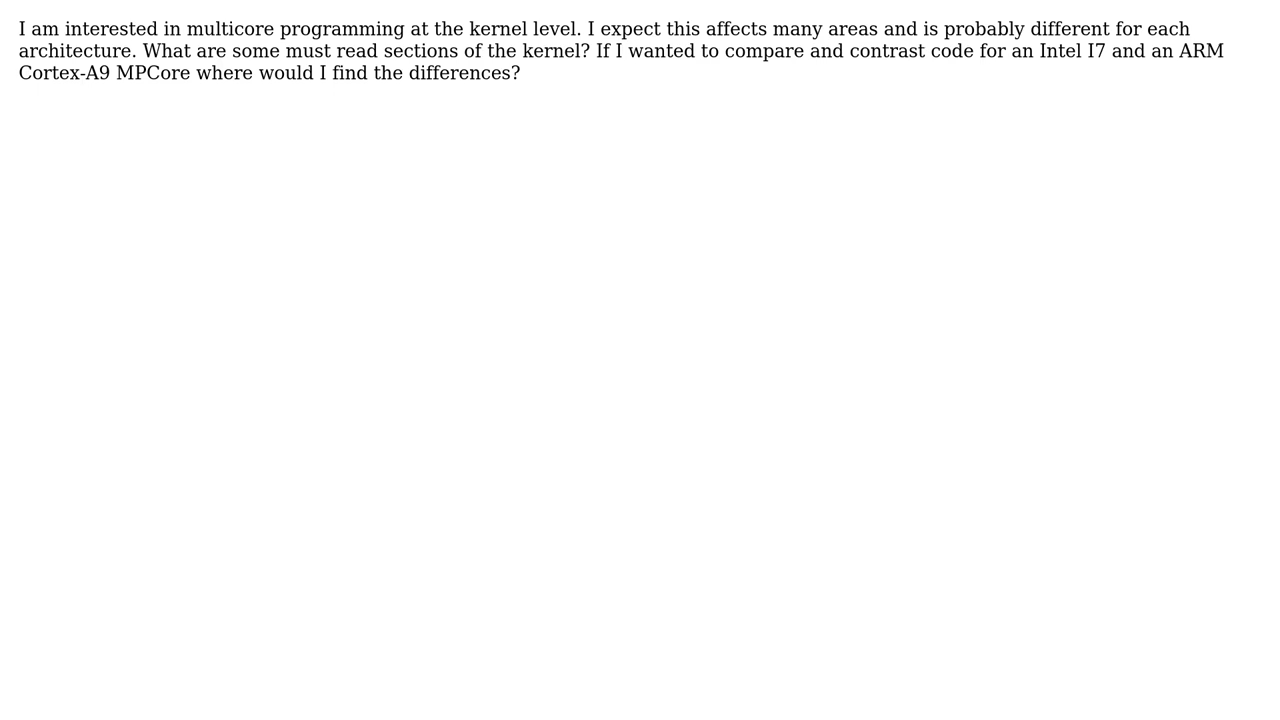 I am interested in multicore programming at the kernel level. I expect this affects many areas and is probably different for each
architecture. What are some must read sections of the kernel? If I wanted to compare and contrast code for an Intel I7 and an ARM
Cortex-A9 MPCore where would I find the differences?